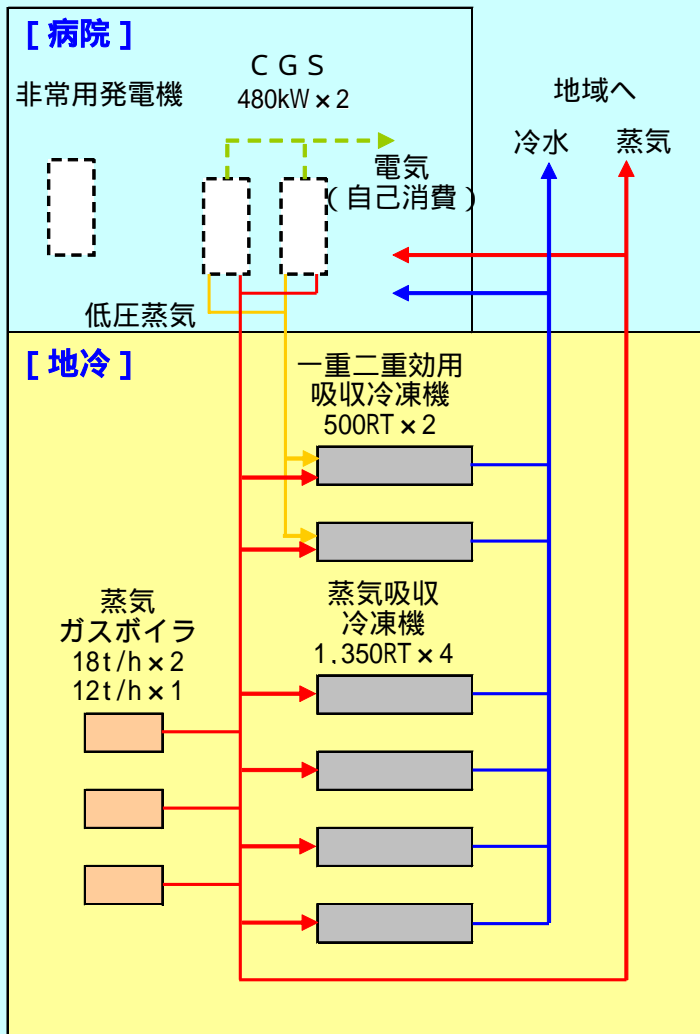 [ 病院 ]
非常用発電機
ＣＧＳ
480kW×2
地域へ
冷水
蒸気
電気
(自己消費)
低圧蒸気
[ 地冷 ]
一重二重効用
吸収冷凍機
500RT×2
蒸気
ガスボイラ
18t/h×2
12t/h×1
蒸気吸収
冷凍機
1,350RT×4